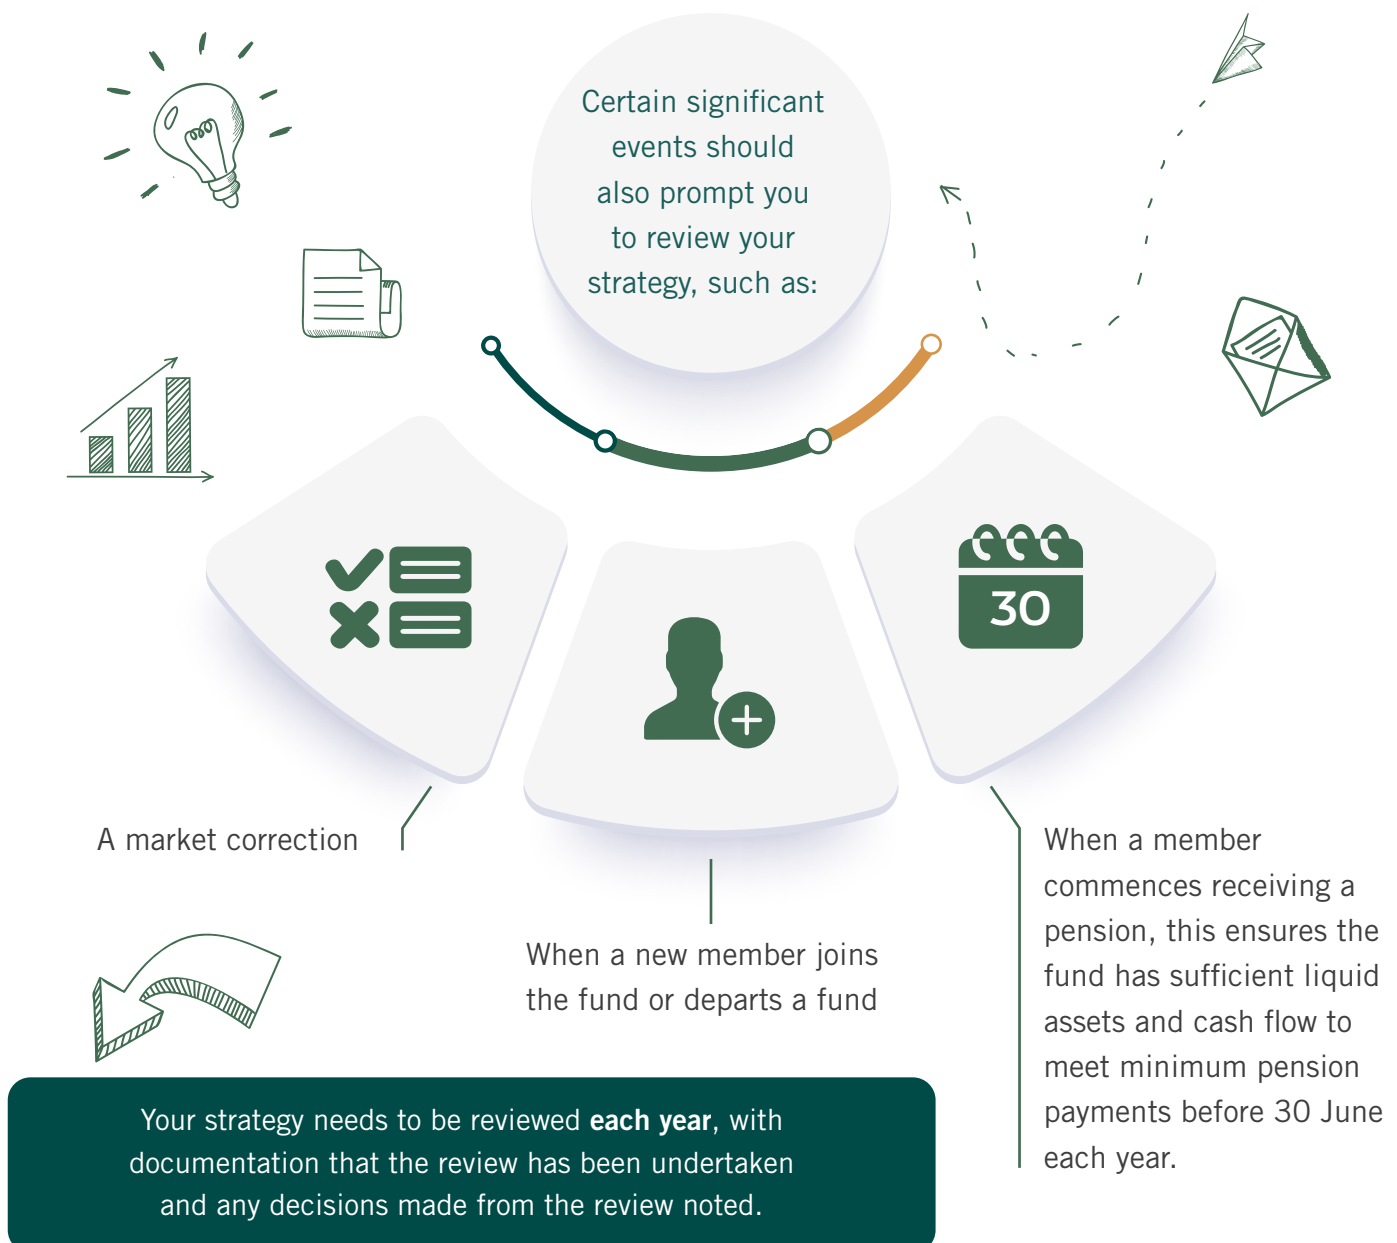 Certain significant
events should
also prompt you
to review your
strategy, such as:
30
A market correction
When a new member joins
the fund or departs a fund
When a member
commences receiving a
pension, this ensures the
fund has sufficient liquid
assets and cash flow to
meet minimum pension
payments before 30 June
each year.
Your strategy needs to be reviewed each year, with
documentation that the review has been undertaken
and any decisions made from the review noted.